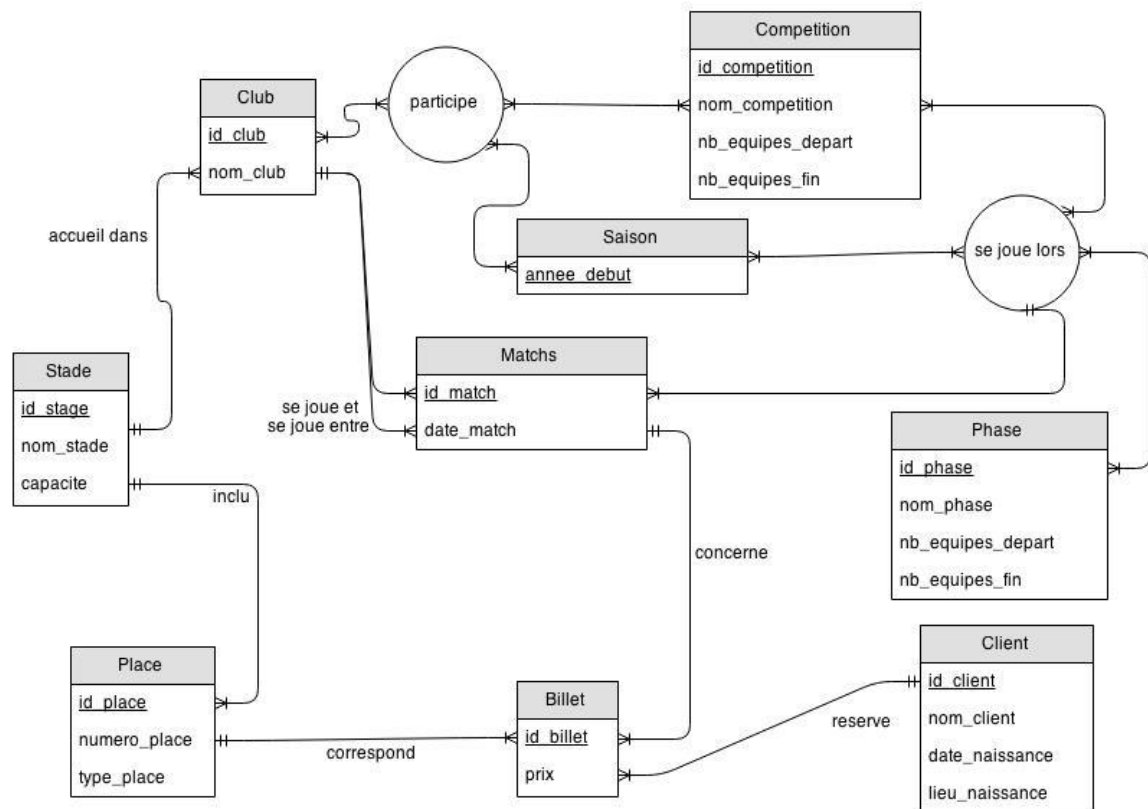 Competition
id_competition
nom_competition
nb_equipes_depart
nb_equipes_fin
Club
id_club
nom_club
participe
accueil dans
Saison
annee_debut
se joue lors
Stade
id_stage
nom_stade
capacite
Matchs
id_match
date_match
se joue et
se joue entre
Phase
id_phase
nom_phase
nb_equipes_depart
nb_equipes_fin
inclu
concerne
Place
id_place
numero_place
type_place
correspond
Billet
id_billet
prix
reserve
Client
id_client
nom_client
date_naissance
lieu_naissance